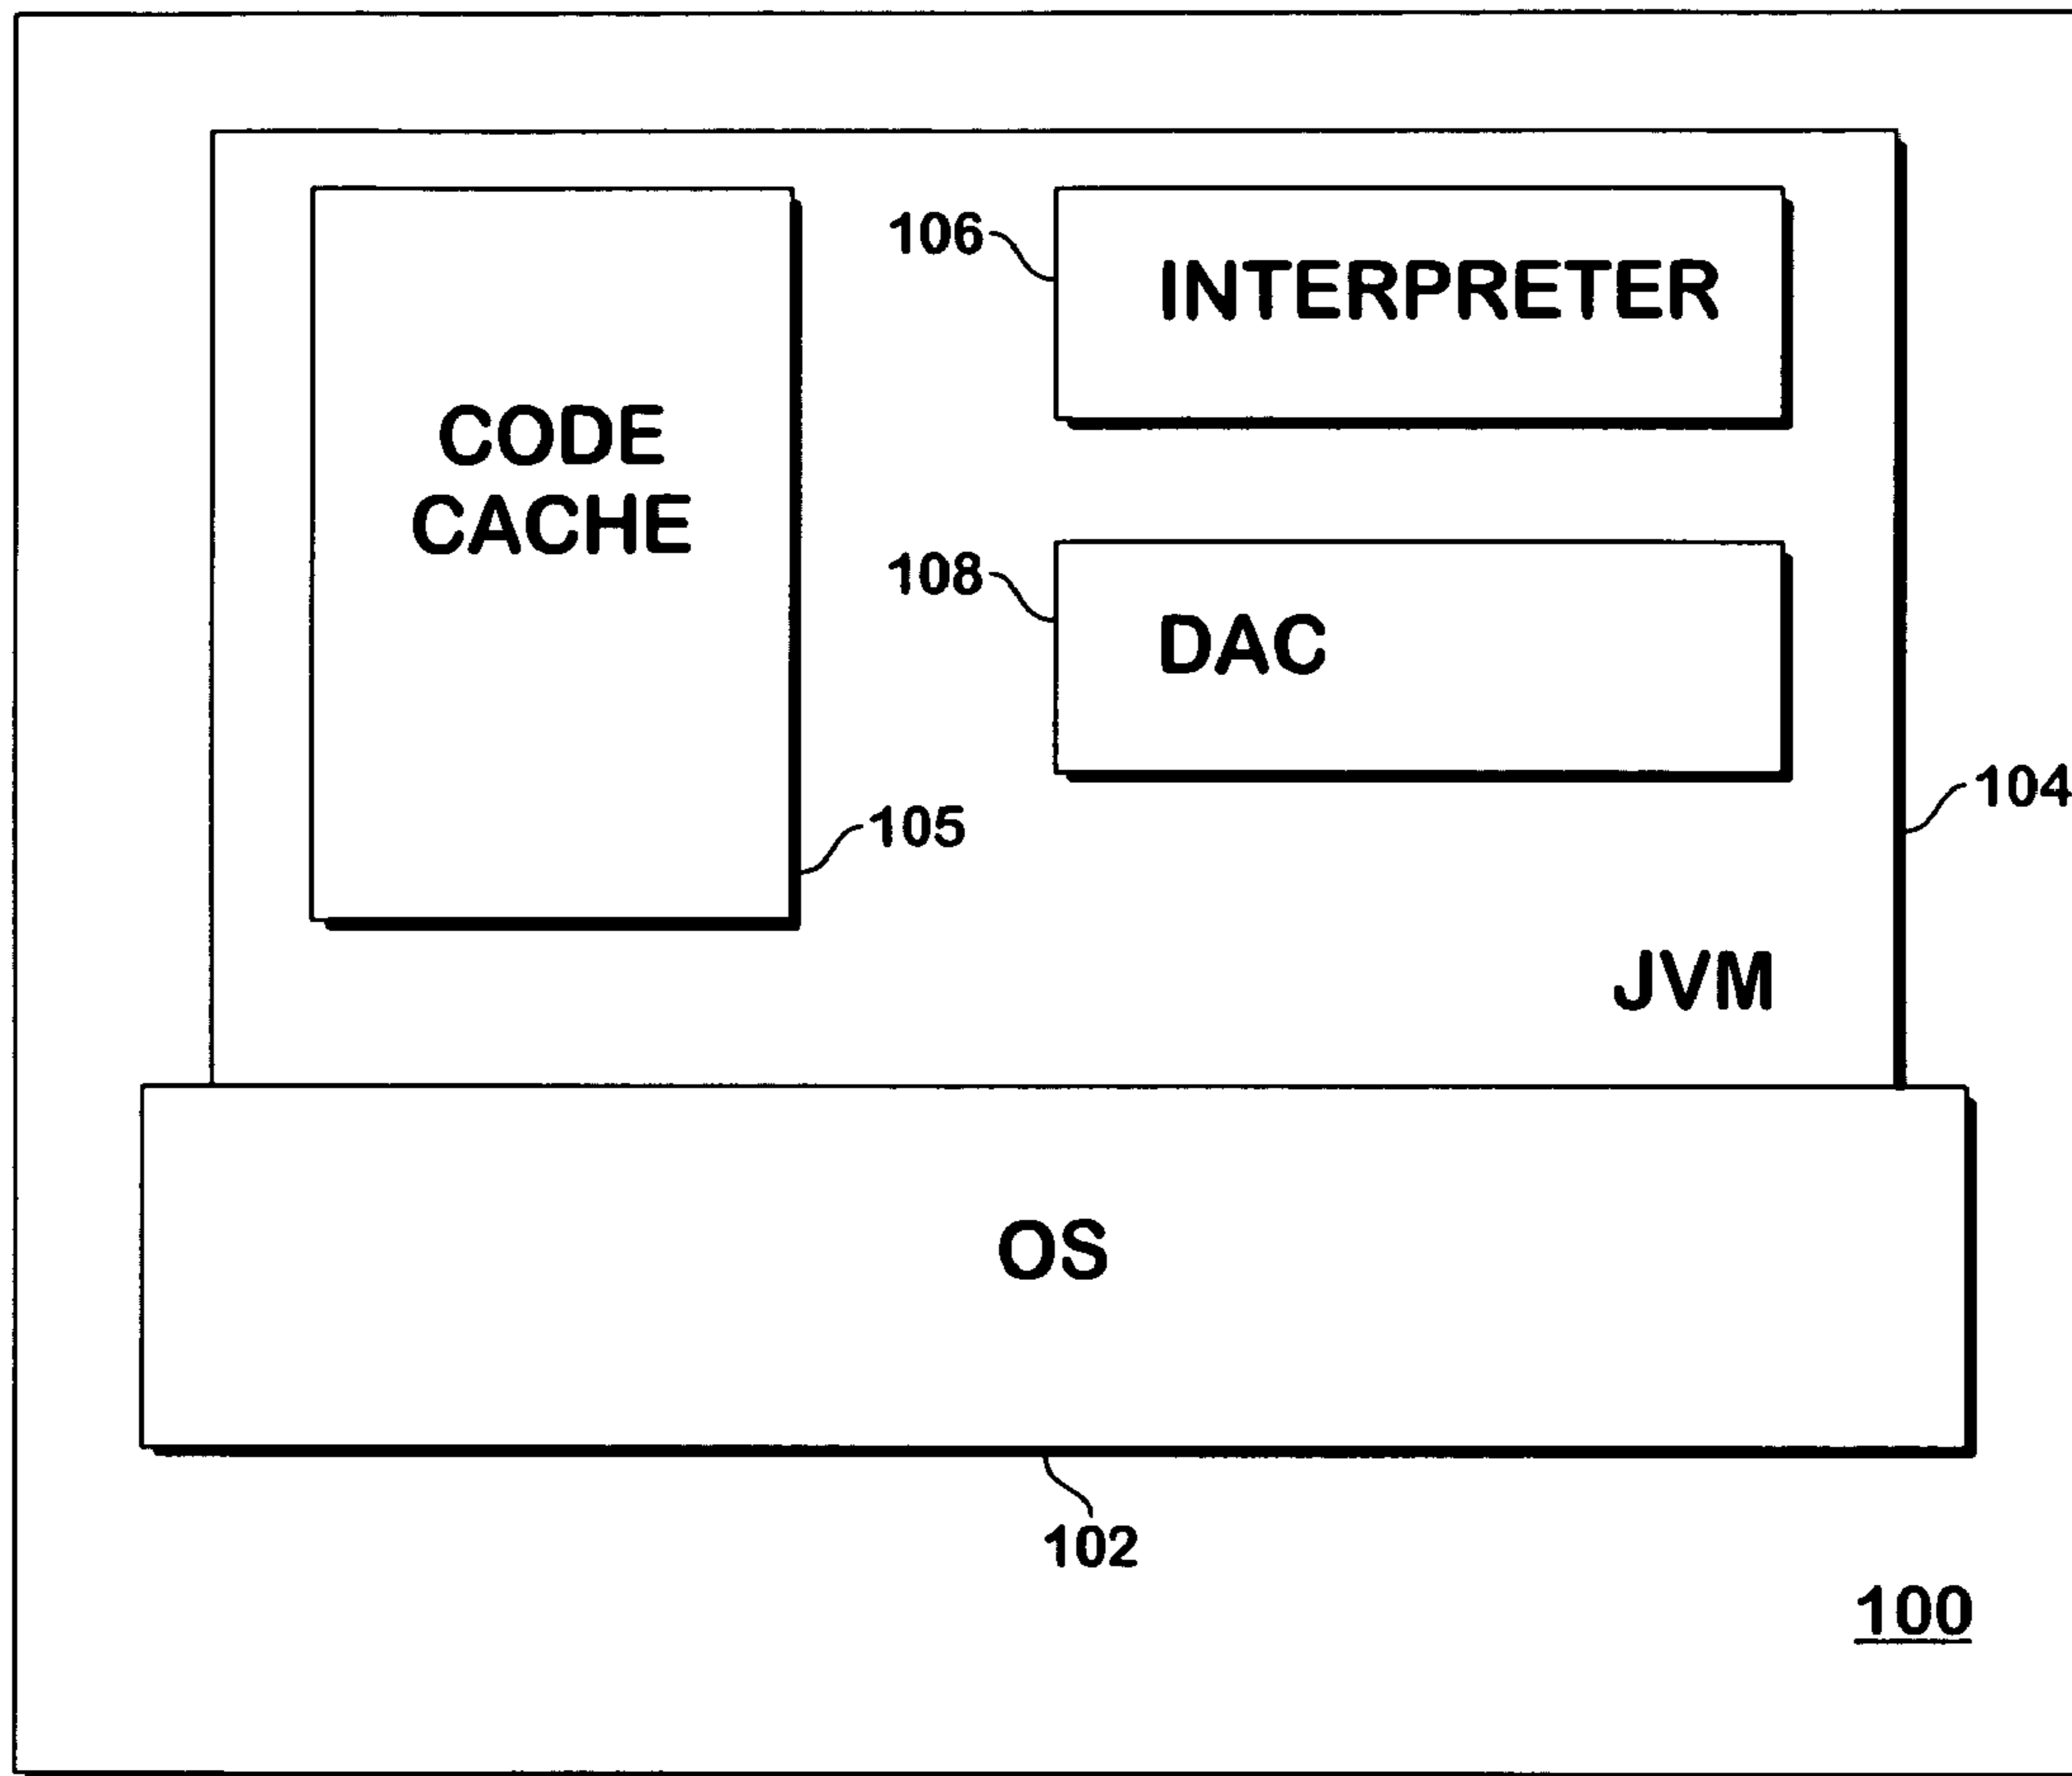 106
INTERPRETER
CODE
CACHE
108
DAC
104
105
JVM
OS
102
100